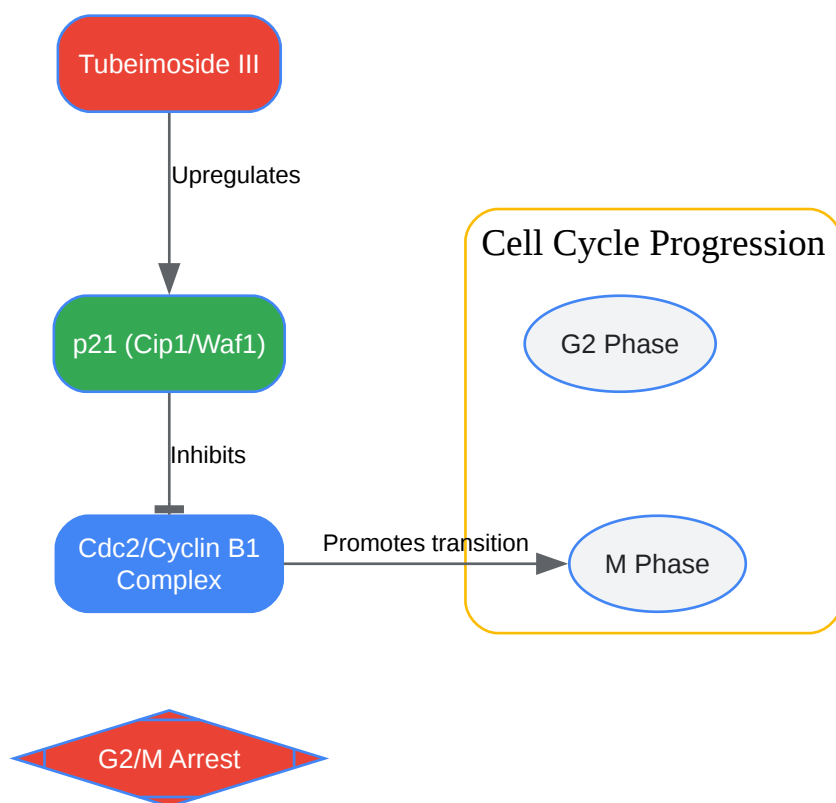 Tubeimoside III
Upregulates
Cell Cycle Progression
p21 (Cip1/Waf1)
G2 Phase
Inhibits
Cdc2/Cyclin B1
Complex
Promotes transition
M Phase
G2/M Arrest